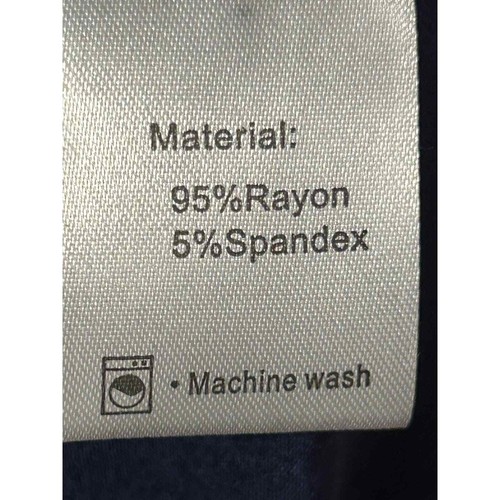 Material:
95%Rayon
5%Spandex
• Machine wash